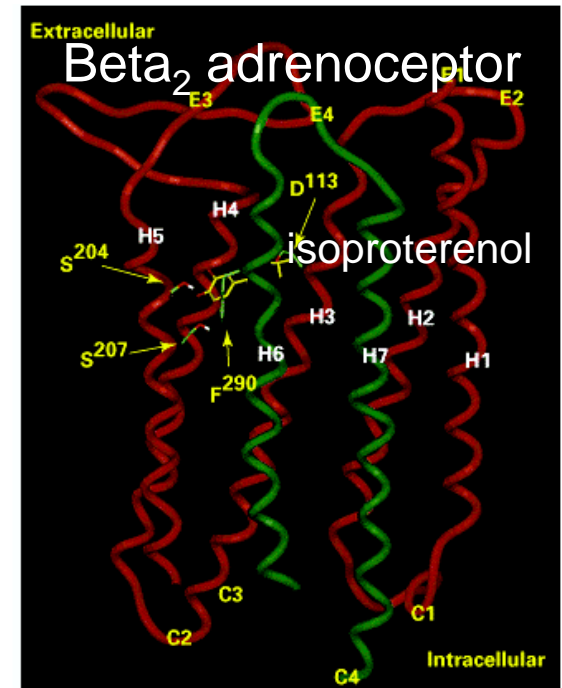 Extracellular
Beta₂ adrenoceptor
E1
E2
E3
E4
D¹¹³
H4
H5
isoproterenol
S²⁰⁴
H3
H2
S²⁰⁷
H6
H7
H1
F²⁹⁰
C3
C1
C2
Intracellular
C4